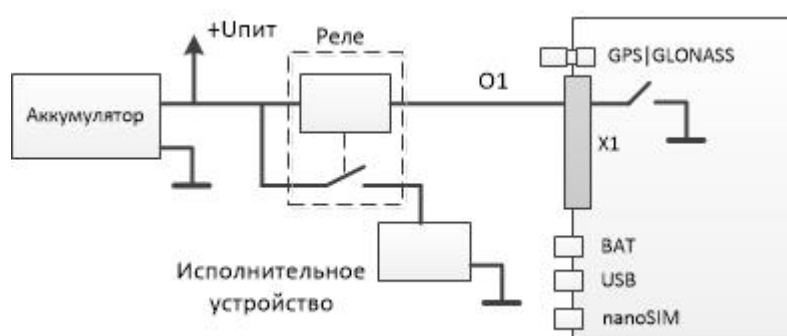 +Uпит
Реле
GPS|GLONASS
Аккумулятор
O1
X1
Исполнительное
устройство
BAT
USB
nanoSIM